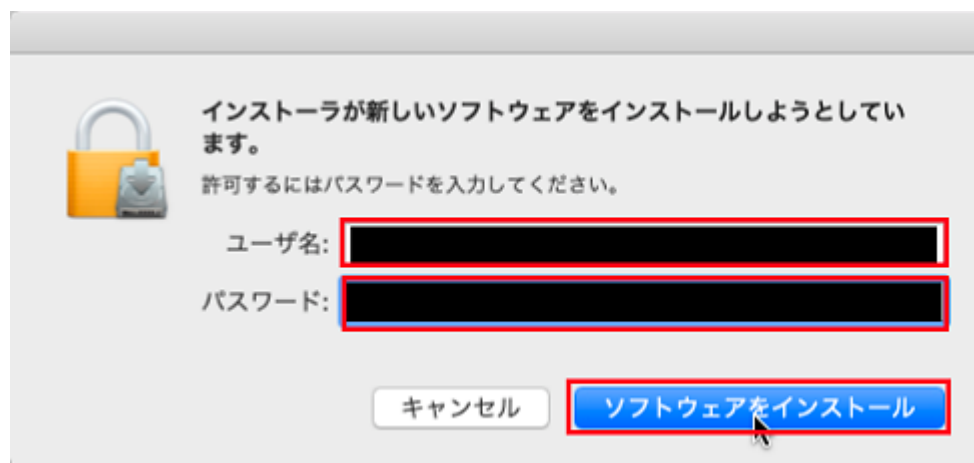 インストーラが新しいソフトウェアをインストールしようとしてい
ます。
許可するにはパスワードを入力してください。
ユーザ名:
パスワード:
キャンセル ソフトウェアをインストール